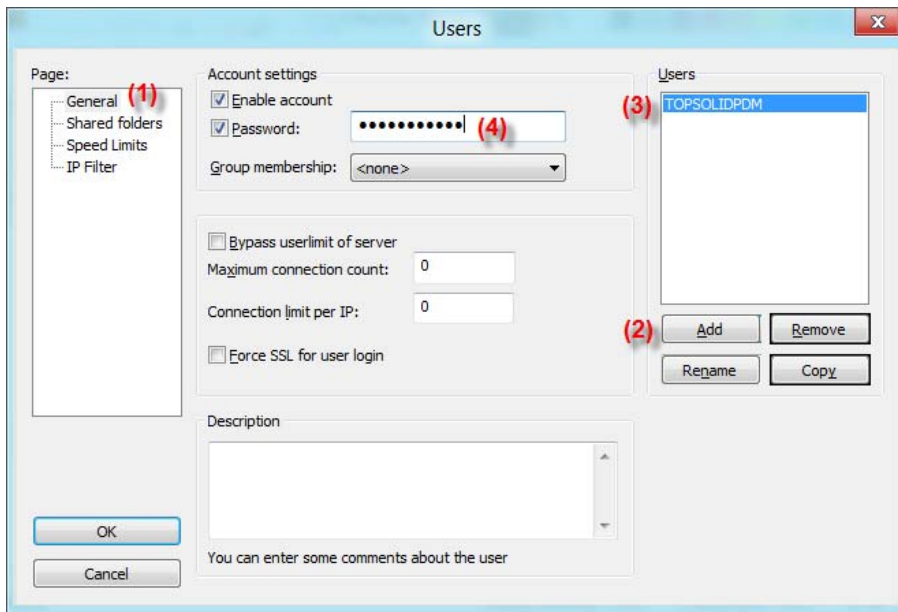 Users
x
Page:
General (1)
Shared folders
Speed Limits
IP Filter
OK
Cancel
Account settings
Enable account
Password: ●●●●●●●●●●● (4)
Group membership: <none>
Bypass userlimit of server
Maximum connection count: 0
Connection limit per IP: 0
Force SSL for user login
Description
You can enter some comments about the user
Users
(3) TOPSOLIDPDM
(2) Add Remove
Rename Copy